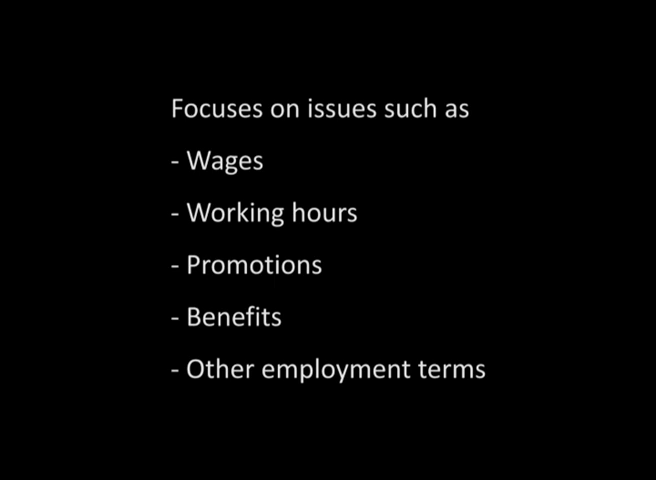 Focuses on issues such as
- Wages
- Working hours
- Promotions
- Benefits
- Other employment terms